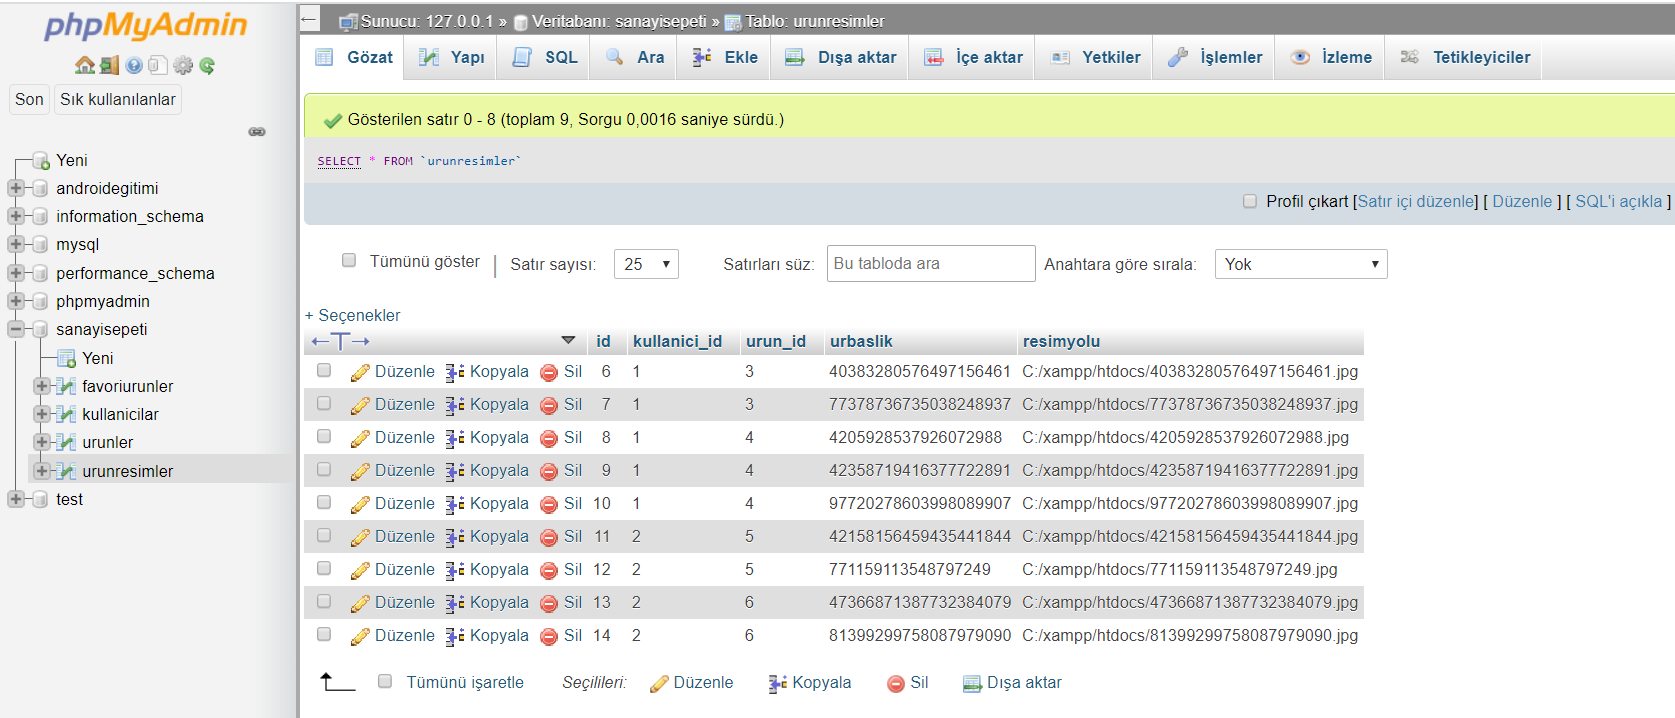 phpMyAdmin
Son Sık kullanılanlar
Yeni
androidegitimi
information_schema
mysql
performance_schema
phpmyadmin
sanayisepeti
Yeni
favoriurunler
kullanicilar
urunler
urunresimler
test
Sunucu: 127.0.0.1 » Veritabanı: sanayisepeti » Tablo: urunresimler
Gözat Yapı SQL Ara Ekle Dışa aktar İçe aktar Yetkiler İşlemler İzleme Tetikleyiciler
Gösterilen satır 0 - 8 (toplam 9, Sorgu 0,0016 saniye sürdü.)
SELECT * FROM `urunresimler`
Profil çıkart [Satır içi düzenle] [ Düzenle ] [ SQL'i açıkla ]
Tümünü göster | Satır sayısı: 25 Satırları süz: Bu tabloda ara Anahtara göre sırala: Yok
+ Seçenekler
←T→ id kullanici_id urun_id urbaslik resimyolu
Düzenle Kopyala Sil 6 1 3 40383280576497156461 C:/xampp/htdocs/40383280576497156461.jpg
Düzenle Kopyala Sil 7 1 3 77378736735038248937 C:/xampp/htdocs/77378736735038248937.jpg
Düzenle Kopyala Sil 8 1 4 4205928537926072988 C:/xampp/htdocs/4205928537926072988.jpg
Düzenle Kopyala Sil 9 1 4 42358719416377722891 C:/xampp/htdocs/42358719416377722891.jpg
Düzenle Kopyala Sil 10 1 4 97720278603998089907 C:/xampp/htdocs/97720278603998089907.jpg
Düzenle Kopyala Sil 11 2 5 42158156459435441844 C:/xampp/htdocs/42158156459435441844.jpg
Düzenle Kopyala Sil 12 2 5 771159113548797249 C:/xampp/htdocs/771159113548797249.jpg
Düzenle Kopyala Sil 13 2 6 47366871387732384079 C:/xampp/htdocs/47366871387732384079.jpg
Düzenle Kopyala Sil 14 2 6 81399299758087979090 C:/xampp/htdocs/81399299758087979090.jpg
Tümünü işaretle Seçilileri: Düzenle Kopyala Sil Dışa aktar